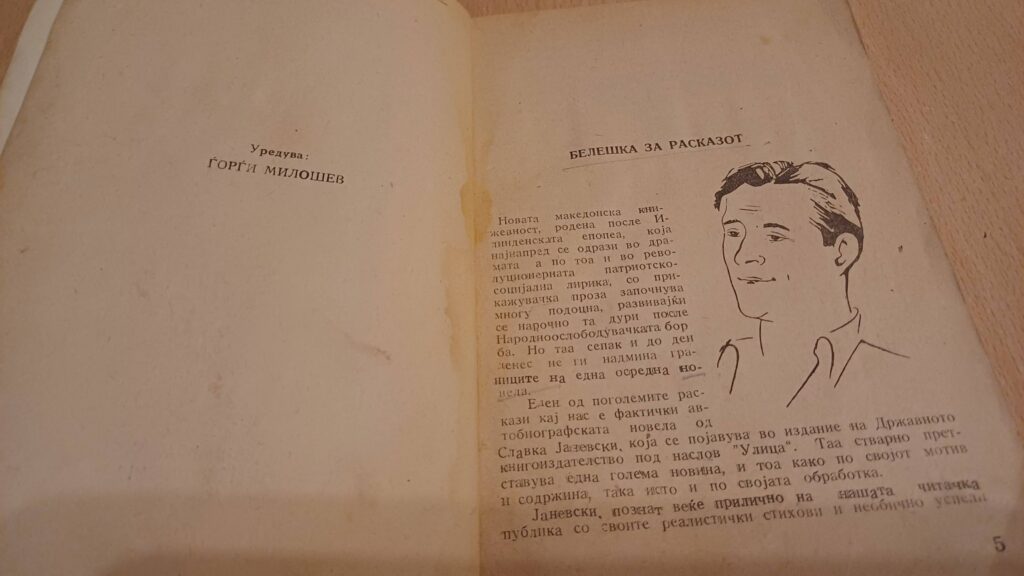 Уредува:
ЃОРЃИ МИЛОШЕВ
БЕЛЕШКА ЗА РАСКАЗОТ
Новата македонска кни-
жевност, родена после И-
линденската епопеа, која
најнапред се одрази во дра-
мата а по тоа и во рево-
луционерната патриотско-
социјална лирика, со при-
кажувачка проза започнува
многу подоцна, развивајќи
се нарочно та дури после
Народноослободувачката бор
ба. Но таа сепак и до ден
денес не ги надмина гра-
ниците на една осредна но-
вела.
Еден од поголемите рас-
кази кај нас е фактички ав-
тобиографската новела од
Славка Јаневски, која се појавува во издание на Државното
книгоиздателство под наслов "Улица". Таа стварно прет-
ставува една голема новина, и тоа како по својот мотив
и содржина, така исто и по својата обработка.
Јаневски, познат веќе прилично на нашата читачка
публика со своите реалистички стихови и необично успели
5